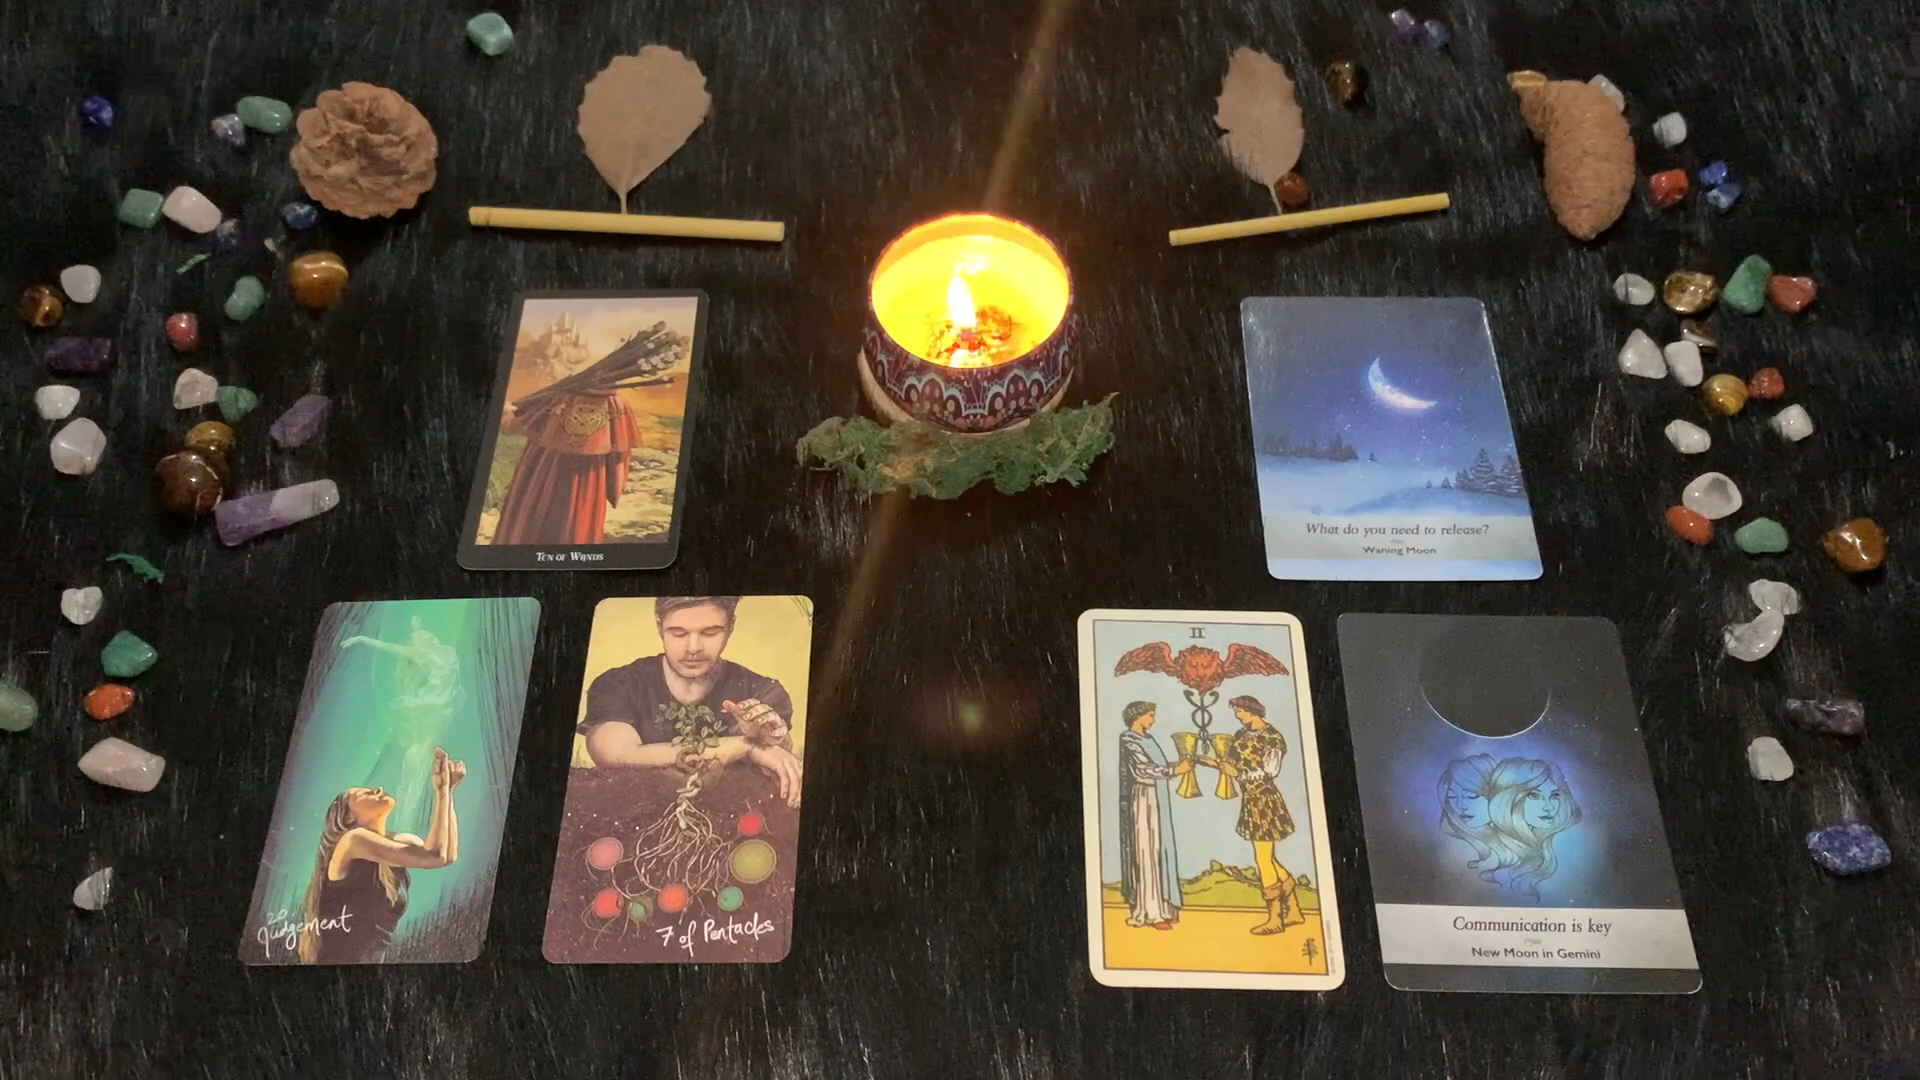 Ten of Wands
What do you need to release?
Waning Moon
20
Judgement
7 of Pentacles
II
Communication is key
New Moon in Gemini